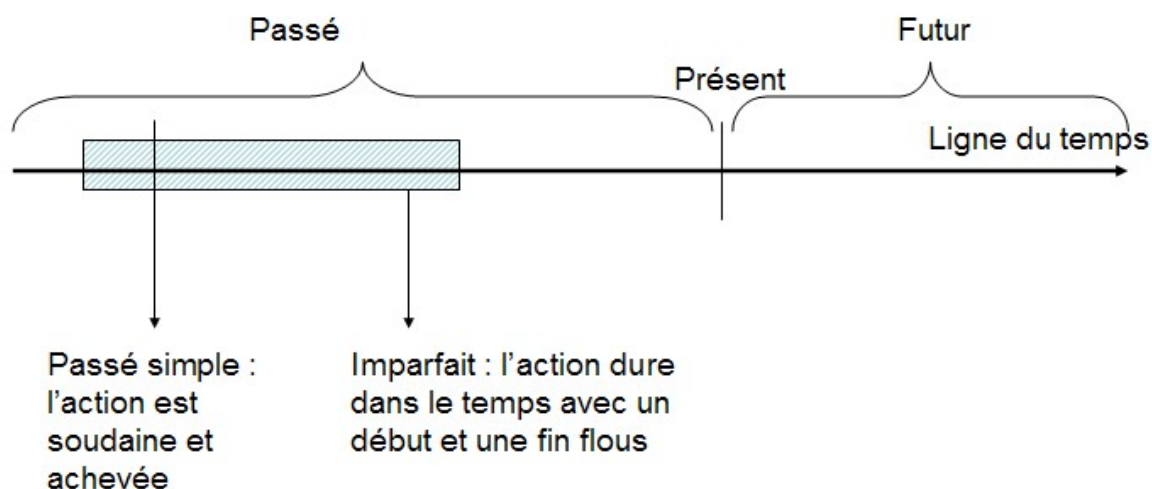 Passé
Futur
Présent
Ligne du temps
Passé simple :
l'action est
soudaine et
achevée
Imparfait : l'action dure
dans le temps avec un
début et une fin flous